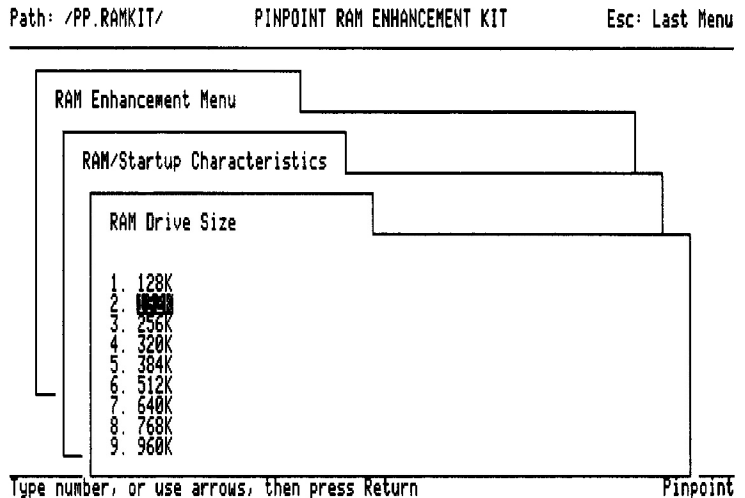 Path: /PP.RAMKIT/ PINPOINT RAM ENHANCEMENT KIT Esc: Last Menu
RAM Enhancement Menu
RAM/Startup Characteristics
RAM Drive Size
1. 128K
2.
3. 256K
4. 320K
5. 384K
6. 512K
7. 640K
8. 768K
9. 960K
Type number, or use arrows, then press Return Pinpoint